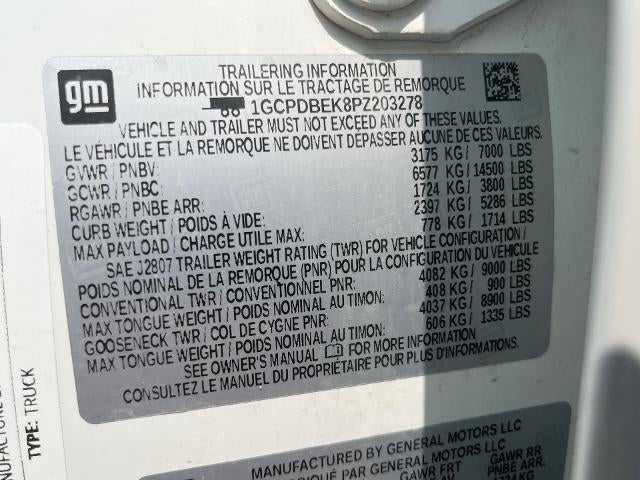 gm
TRAILERING INFORMATION
INFORMATION SUR LE TRACTAGE DE REMORQUE
1GCPDBEK8PZ203278
VEHICLE AND TRAILER MUST NOT EXCEED ANY OF THESE VALUES.
LE VÉHICULE ET LA REMORQUE NE DOIVENT DÉPASSER AUCUNE DE CES VALEURS.
GVWR / PNBV: 3175 KG / 7000 LBS
GCWR / PNBC: 6577 KG / 14500 LBS
RGAWR / PNBE ARR: 1724 KG / 3800 LBS
CURB WEIGHT / POIDS À VIDE: 2397 KG / 5286 LBS
MAX PAYLOAD / CHARGE UTILE MAX: 778 KG / 1714 LBS
SAE J2807 TRAILER WEIGHT RATING (TWR) FOR VEHICLE CONFIGURATION /
POIDS NOMINAL DE LA REMORQUE (PNR) POUR LA CONFIGURATION DU VÉHICULE
CONVENTIONAL TWR / CONVENTIONNEL PNR: 4082 KG / 9000 LBS
MAX TONGUE WEIGHT / POIDS NOMINAL AU TIMON: 408 KG / 900 LBS
GOOSENECK TWR / COL DE CYGNE PNR: 4037 KG / 8900 LBS
MAX TONGUE WEIGHT / POIDS NOMINAL AU TIMON: 606 KG / 1335 LBS
SEE OWNER'S MANUAL FOR MORE INFORMATION
CONSULTEZ LE MANUEL DU PROPRIÉTAIRE POUR PLUS D'INFORMATION
TYPE: TRUCK
MANUFACTURED BY GENERAL MOTORS LLC
PAR GENERAL MOTORS LLC
GAWR FRT GAWR RR
PNBE ARR.